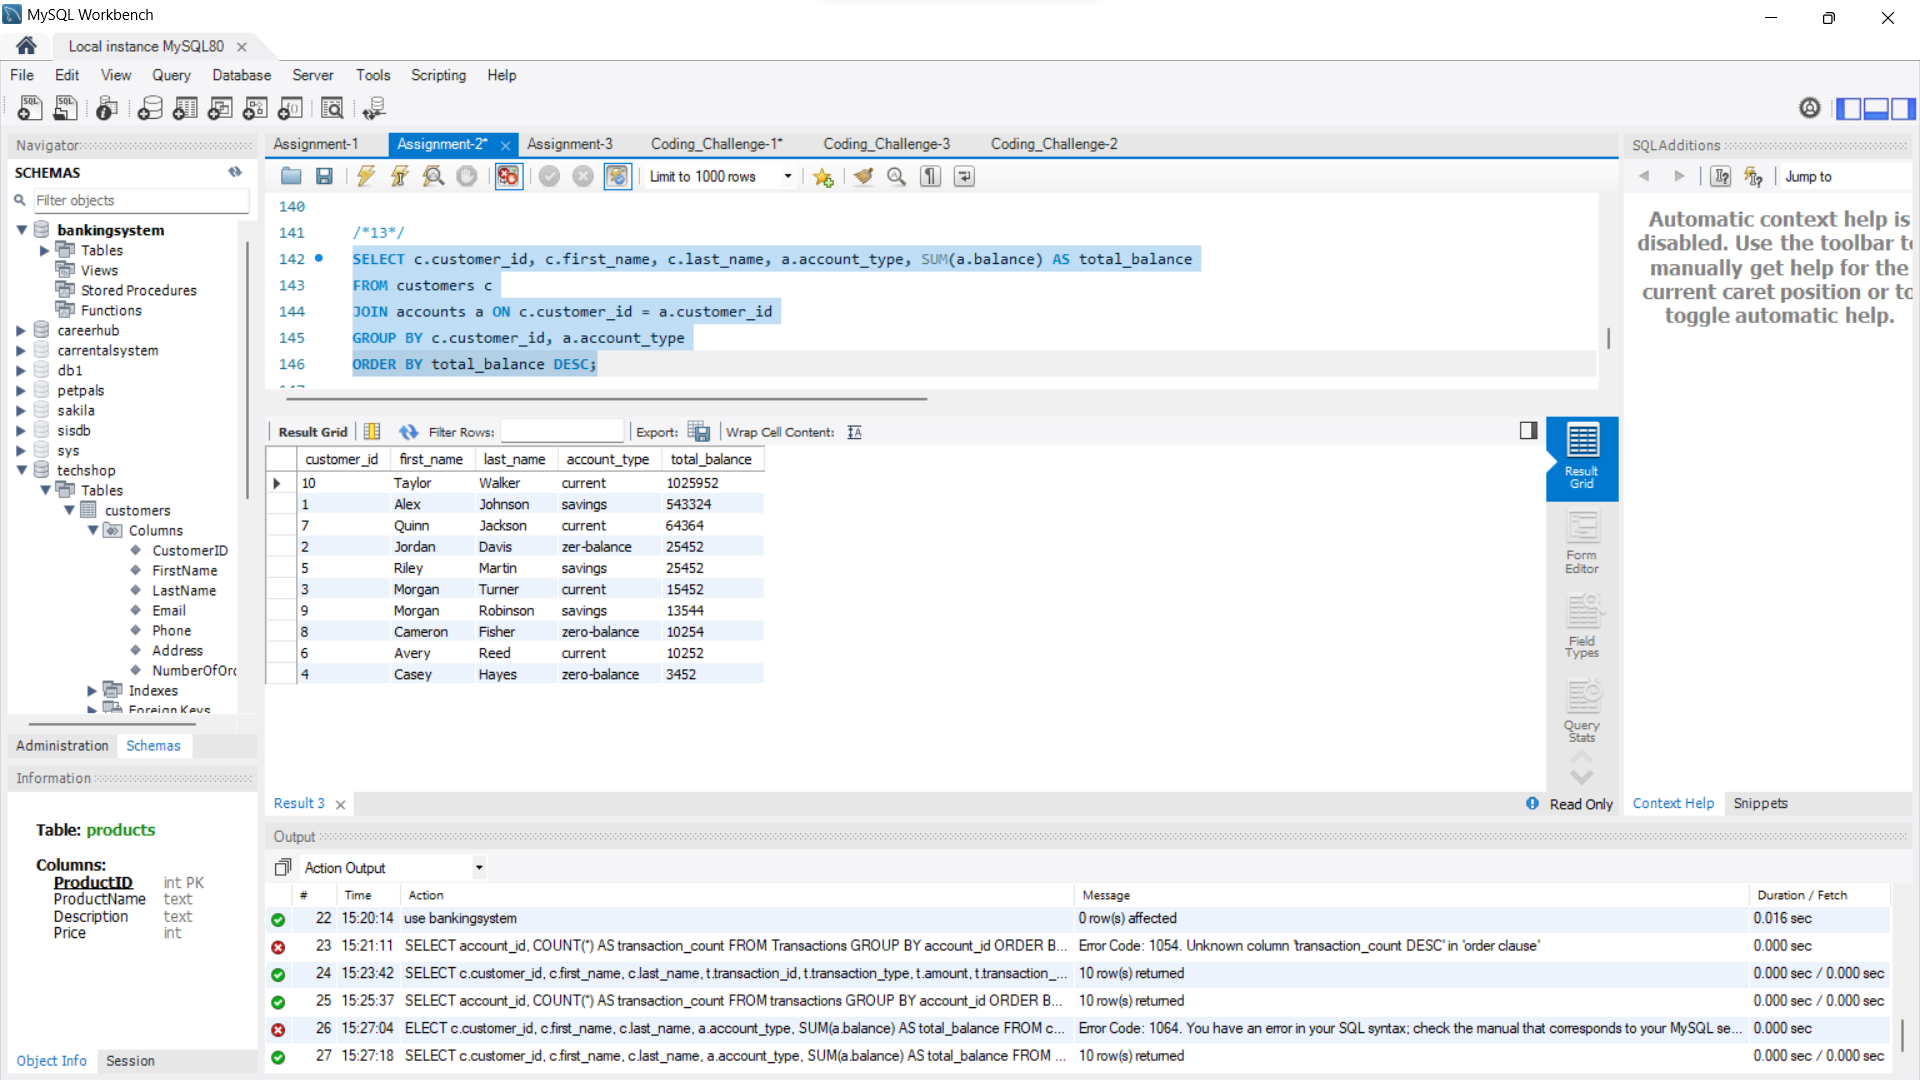 MySQL Workbench
Local instance MySQL80
File Edit View Query Database Server Tools Scripting Help
Navigator
SCHEMAS
Filter objects
bankingsystem
Tables
Views
Stored Procedures
Functions
careerhub
carrentalsystem
db1
petpals
sakila
sisdb
sys
techshop
Tables
customers
Columns
CustomerID
FirstName
LastName
Email
Phone
Address
NumberOfOrc
Indexes
Foreign Keys
Administration Schemas
Information
Table: products
Columns:
ProductID int PK
ProductName text
Description text
Price int
Object Info Session
Assignment-1 Assignment-2* Assignment-3 Coding_Challenge-1* Coding_Challenge-3 Coding_Challenge-2
Limit to 1000 rows
140
141 /*13*/
142 SELECT c.customer_id, c.first_name, c.last_name, a.account_type, SUM(a.balance) AS total_balance
143 FROM customers c
144 JOIN accounts a ON c.customer_id = a.customer_id
145 GROUP BY c.customer_id, a.account_type
146 ORDER BY total_balance DESC;
147
Result Grid Filter Rows: Export: Wrap Cell Content:
customer_id first_name last_name account_type total_balance
10 Taylor Walker current 1025952
1 Alex Johnson savings 543324
7 Quinn Jackson current 64364
2 Jordan Davis zer-balance 25452
5 Riley Martin savings 25452
3 Morgan Turner current 15452
9 Morgan Robinson savings 13544
8 Cameron Fisher zero-balance 10254
6 Avery Reed current 10252
4 Casey Hayes zero-balance 3452
Result Grid
Form Editor
Field Types
Query Stats
Result 3
Read Only
SQLAdditions
Jump to
Automatic context help is
disabled. Use the toolbar to
manually get help for the
current caret position or to
toggle automatic help.
Context Help Snippets
Output
Action Output
# Time Action Message Duration / Fetch
22 15:20:14 use bankingsystem 0 row(s) affected 0.016 sec
23 15:21:11 SELECT account_id, COUNT(*) AS transaction_count FROM Transactions GROUP BY account_id ORDER B... Error Code: 1054. Unknown column 'transaction_count DESC' in 'order clause' 0.000 sec
24 15:23:42 SELECT c.customer_id, c.first_name, c.last_name, t.transaction_id, t.transaction_type, t.amount, t.transaction_... 10 row(s) returned 0.000 sec / 0.000 sec
25 15:25:37 SELECT account_id, COUNT(*) AS transaction_count FROM transactions GROUP BY account_id ORDER B... 10 row(s) returned 0.000 sec / 0.000 sec
26 15:27:04 ELECT c.customer_id, c.first_name, c.last_name, a.account_type, SUM(a.balance) AS total_balance FROM c... Error Code: 1064. You have an error in your SQL syntax; check the manual that corresponds to your MySQL se... 0.000 sec
27 15:27:18 SELECT c.customer_id, c.first_name, c.last_name, a.account_type, SUM(a.balance) AS total_balance FROM ... 10 row(s) returned 0.000 sec / 0.000 sec